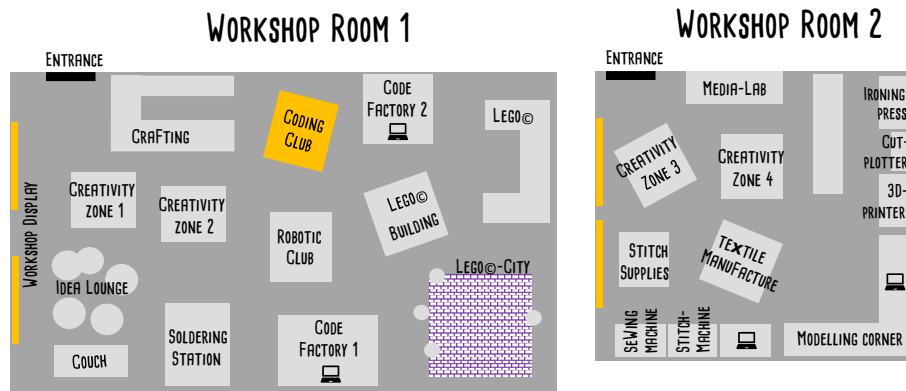 Workshop Room 1
Entrance
Crafting
Coding
Club
Code
Factory 2
Lego©
Creativity
zone 1
Creativity
zone 2
Robotic
Club
Lego©
Building
Workshop Display
Idea Lounge
Lego©-City
Soldering
Station
Code
Factory 1
Couch
Workshop Room 2
Entrance
Media-Lab
Ironing
press
Creativity
Zone 3
Creativity
Zone 4
Cut-
plotter
3D-
printer
Stitch
Supplies
Textile
Manufacture
Sewing
Machine
Stitch-
Machine
Modelling corner